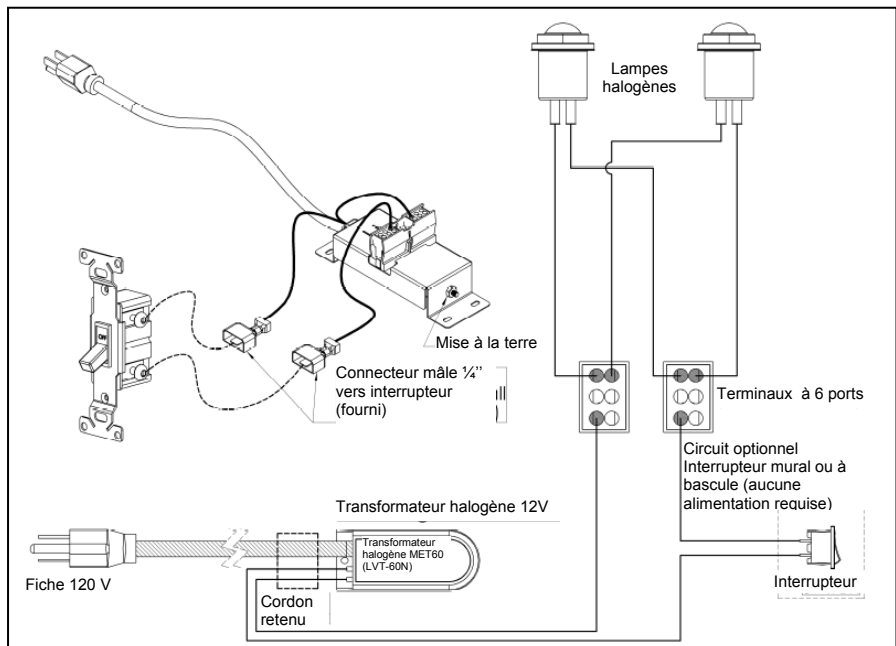 Lampes
halogènes
OFF
Mise à la terre
Connecteur mâle ¼’’
vers interrupteur
(fourni)
Terminaux à 6 ports
Circuit optionnel
Interrupteur mural ou à
bascule (aucune
alimentation requise)
Transformateur halogène 12V
Transformateur
halogène MET60
(LVT-60N)
Fiche 120 V
Cordon
retenu
Interrupteur